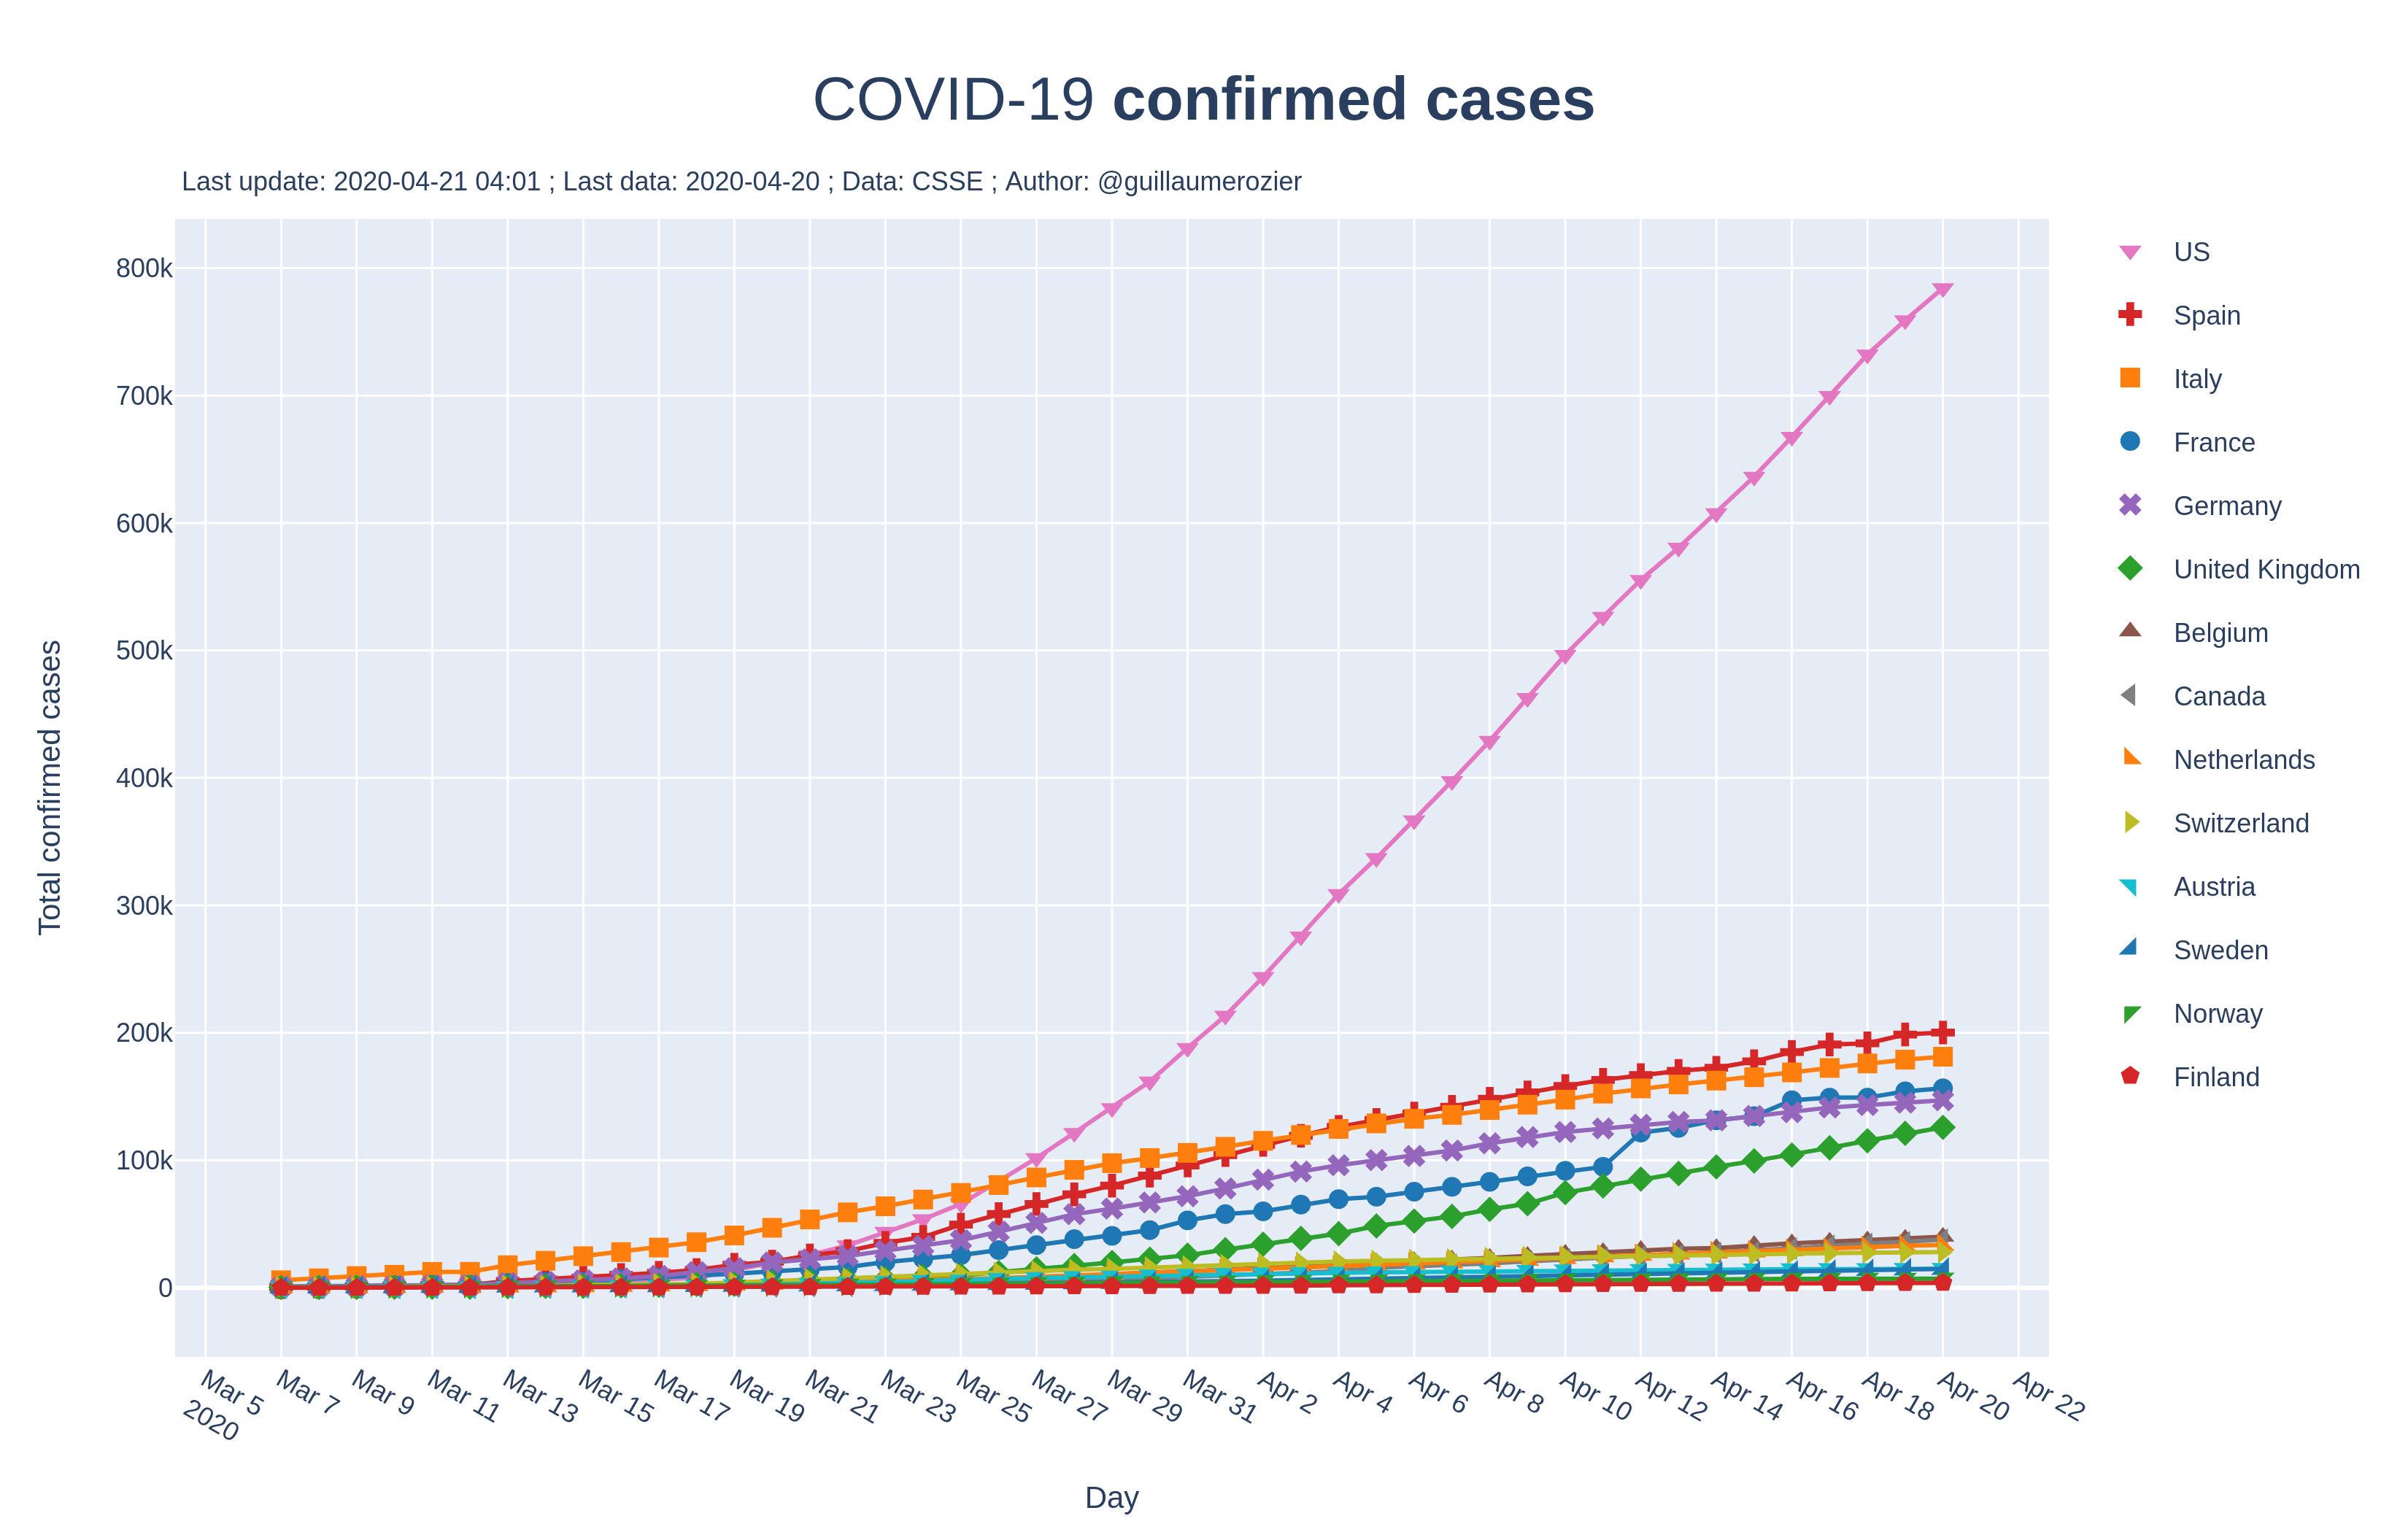 COVID-19 confirmed cases
Last update: 2020-04-21 04:01 ; Last data: 2020-04-20 ; Data: CSSE ; Author: @guillaumerozier
800k
700k
600k
500k
400k
300k
200k
100k
0
Total confirmed cases
Mar 5
2020
Mar 7
Mar 9
Mar 11
Mar 13
Mar 15
Mar 17
Mar 19
Mar 21
Mar 23
Mar 25
Mar 27
Mar 29
Mar 31
Apr 2
Apr 4
Apr 6
Apr 8
Apr 10
Apr 12
Apr 14
Apr 16
Apr 18
Apr 20
Apr 22
Day
US
Spain
Italy
France
Germany
United Kingdom
Belgium
Canada
Netherlands
Switzerland
Austria
Sweden
Norway
Finland